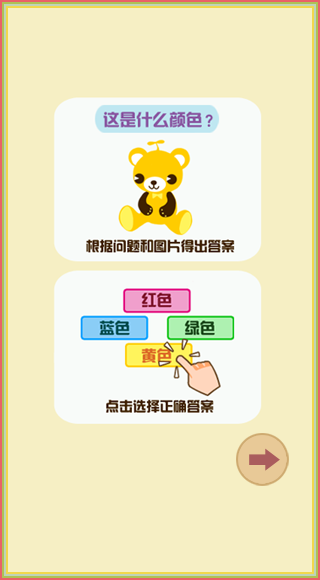 这是什么颜色？
根据问题和图片得出答案
红色
蓝色 绿色
黄色
点击选择正确答案